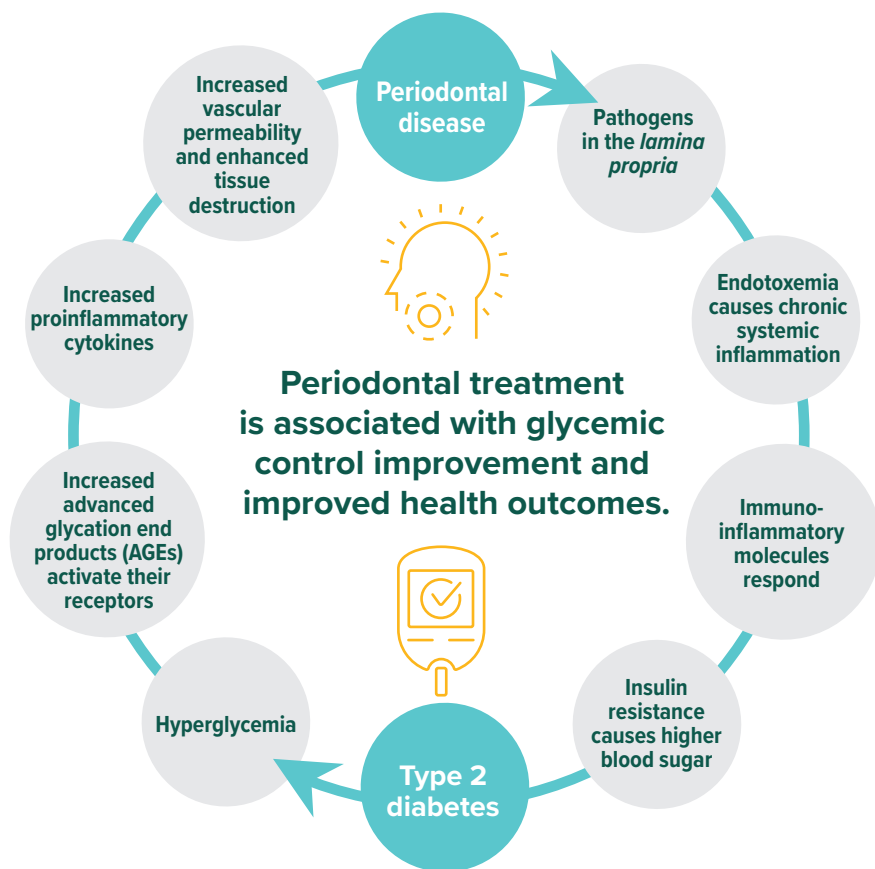 Periodontal
disease
Pathogens
in the lamina
propria
Endotoxemia
causes chronic
systemic
inflammation
Immuno-
inflammatory
molecules
respond
Insulin
resistance
causes higher
blood sugar
Type 2
diabetes
Hyperglycemia
Increased
advanced
glycation end
products (AGEs)
activate their
receptors
Increased
proinflammatory
cytokines
Increased
vascular
permeability
and enhanced
tissue
destruction
Periodontal treatment
is associated with glycemic
control improvement and
improved health outcomes.